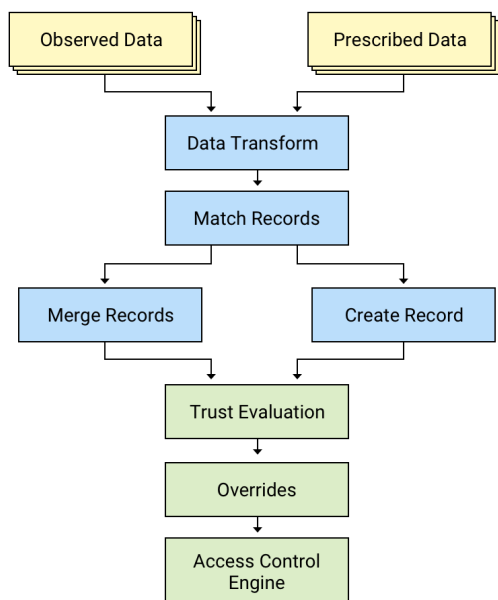 Observed Data
Prescribed Data
Data Transform
Match Records
Merge Records
Create Record
Trust Evaluation
Overrides
Access Control
Engine